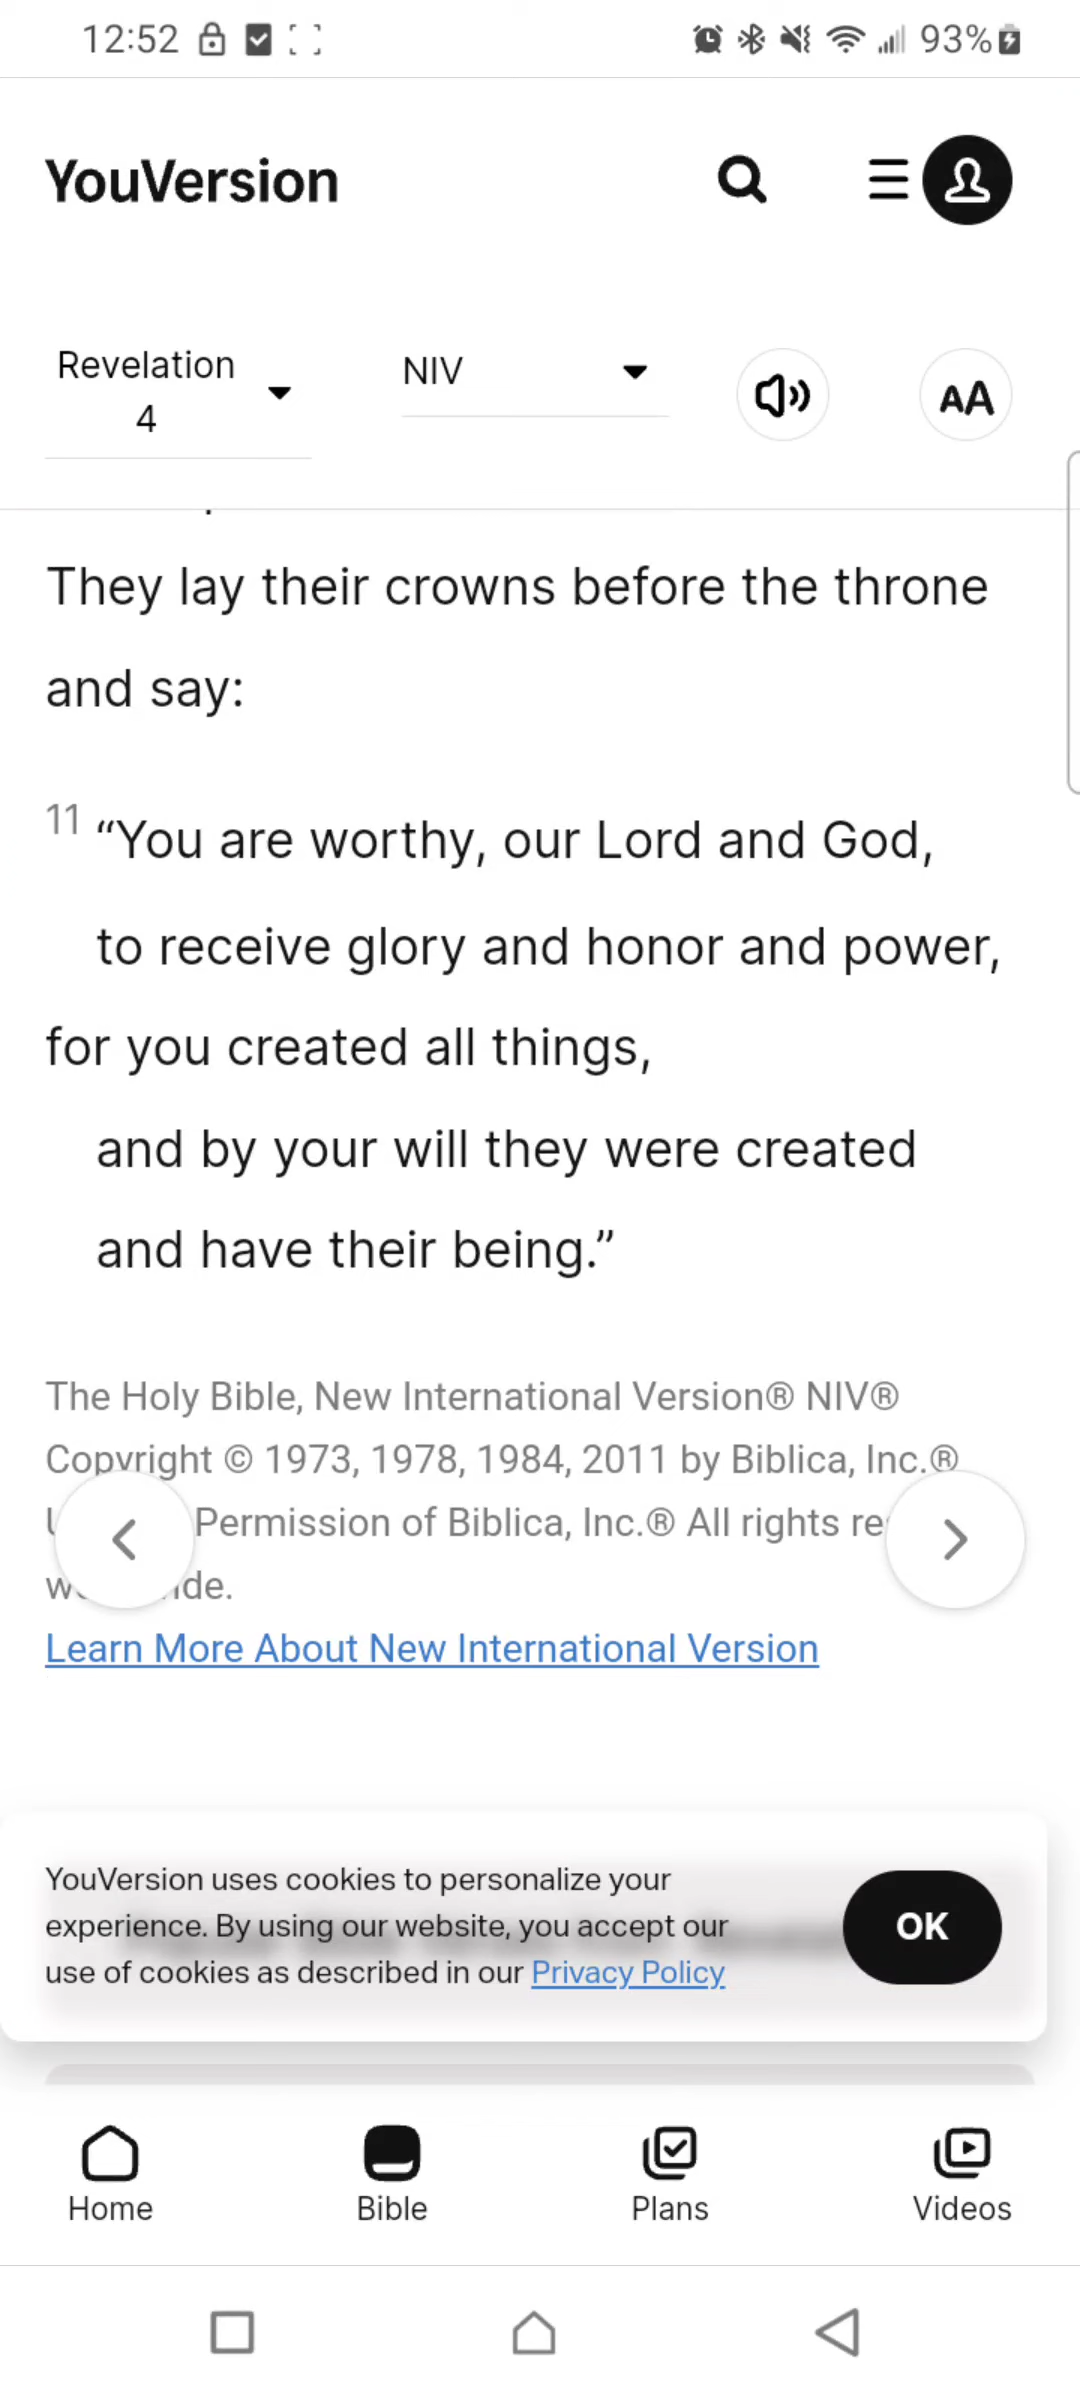 12:52 93%
YouVersion
Revelation
4
NIV
AA
They lay their crowns before the throne
and say:
11 “You are worthy, our Lord and God,
to receive glory and honor and power,
for you created all things,
and by your will they were created
and have their being.”
The Holy Bible, New International Version® NIV®
Copyright © 1973, 1978, 1984, 2011 by Biblica, Inc.®
Permission of Biblica, Inc.® All rights
Learn More About New International Version
YouVersion uses cookies to personalize your
experience. By using our website, you accept our
use of cookies as described in our Privacy Policy
OK
Home Bible Plans Videos